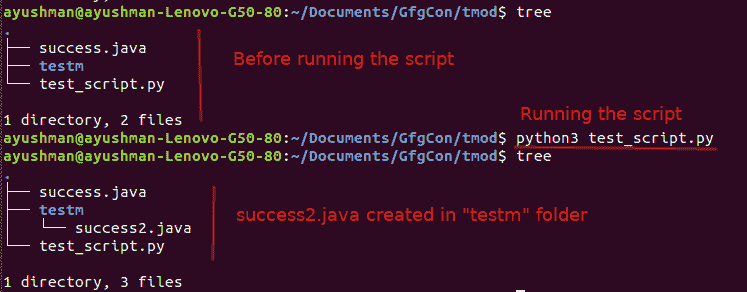 ayushman@ayushman-Lenovo-G50-80:~/Documents/GfgCon/tmod$ tree
.
├── success.java
├── testm
└── test_script.py
Before running the script
1 directory, 2 files
Running the script
ayushman@ayushman-Lenovo-G50-80:~/Documents/GfgCon/tmod$ python3 test_script.py
ayushman@ayushman-Lenovo-G50-80:~/Documents/GfgCon/tmod$ tree
.
├── success.java
├── testm
│   └── success2.java
└── test_script.py
success2.java created in "testm" folder
1 directory, 3 files